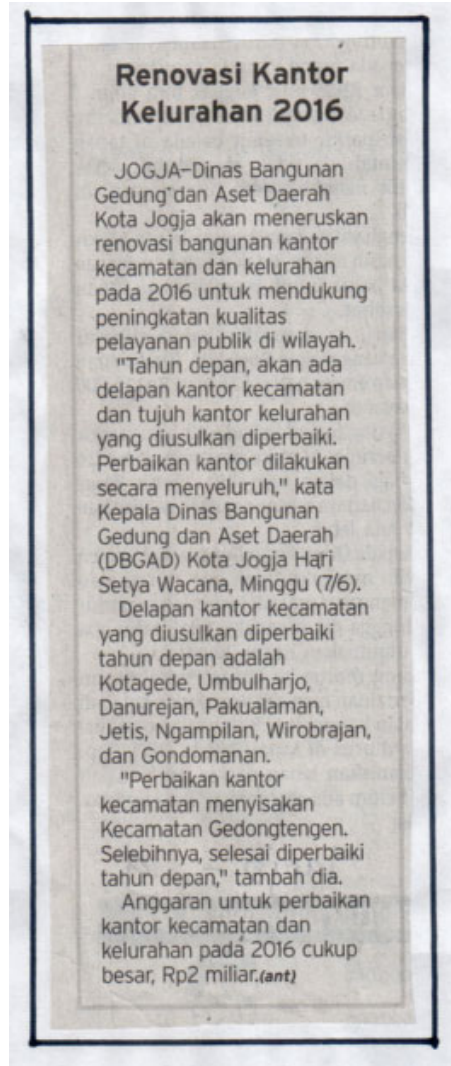 Renovasi Kantor
Kelurahan 2016
JOGJA–Dinas Bangunan
Gedung dan Aset Daerah
Kota Jogja akan meneruskan
renovasi bangunan kantor
kecamatan dan kelurahan
pada 2016 untuk mendukung
peningkatan kualitas
pelayanan publik di wilayah.
"Tahun depan, akan ada
delapan kantor kecamatan
dan tujuh kantor kelurahan
yang diusulkan diperbaiki.
Perbaikan kantor dilakukan
secara menyeluruh," kata
Kepala Dinas Bangunan
Gedung dan Aset Daerah
(DBGAD) Kota Jogja Hari
Setya Wacana, Minggu (7/6).
Delapan kantor kecamatan
yang diusulkan diperbaiki
tahun depan adalah
Kotagede, Umbulharjo,
Danurejan, Pakualaman,
Jetis, Ngampilan, Wirobrajan,
dan Gondomanan.
"Perbaikan kantor
kecamatan menyisakan
Kecamatan Gedongtengen.
Selebihnya, selesai diperbaiki
tahun depan," tambah dia.
Anggaran untuk perbaikan
kantor kecamatan dan
kelurahan pada 2016 cukup
besar, Rp2 miliar.(ant)